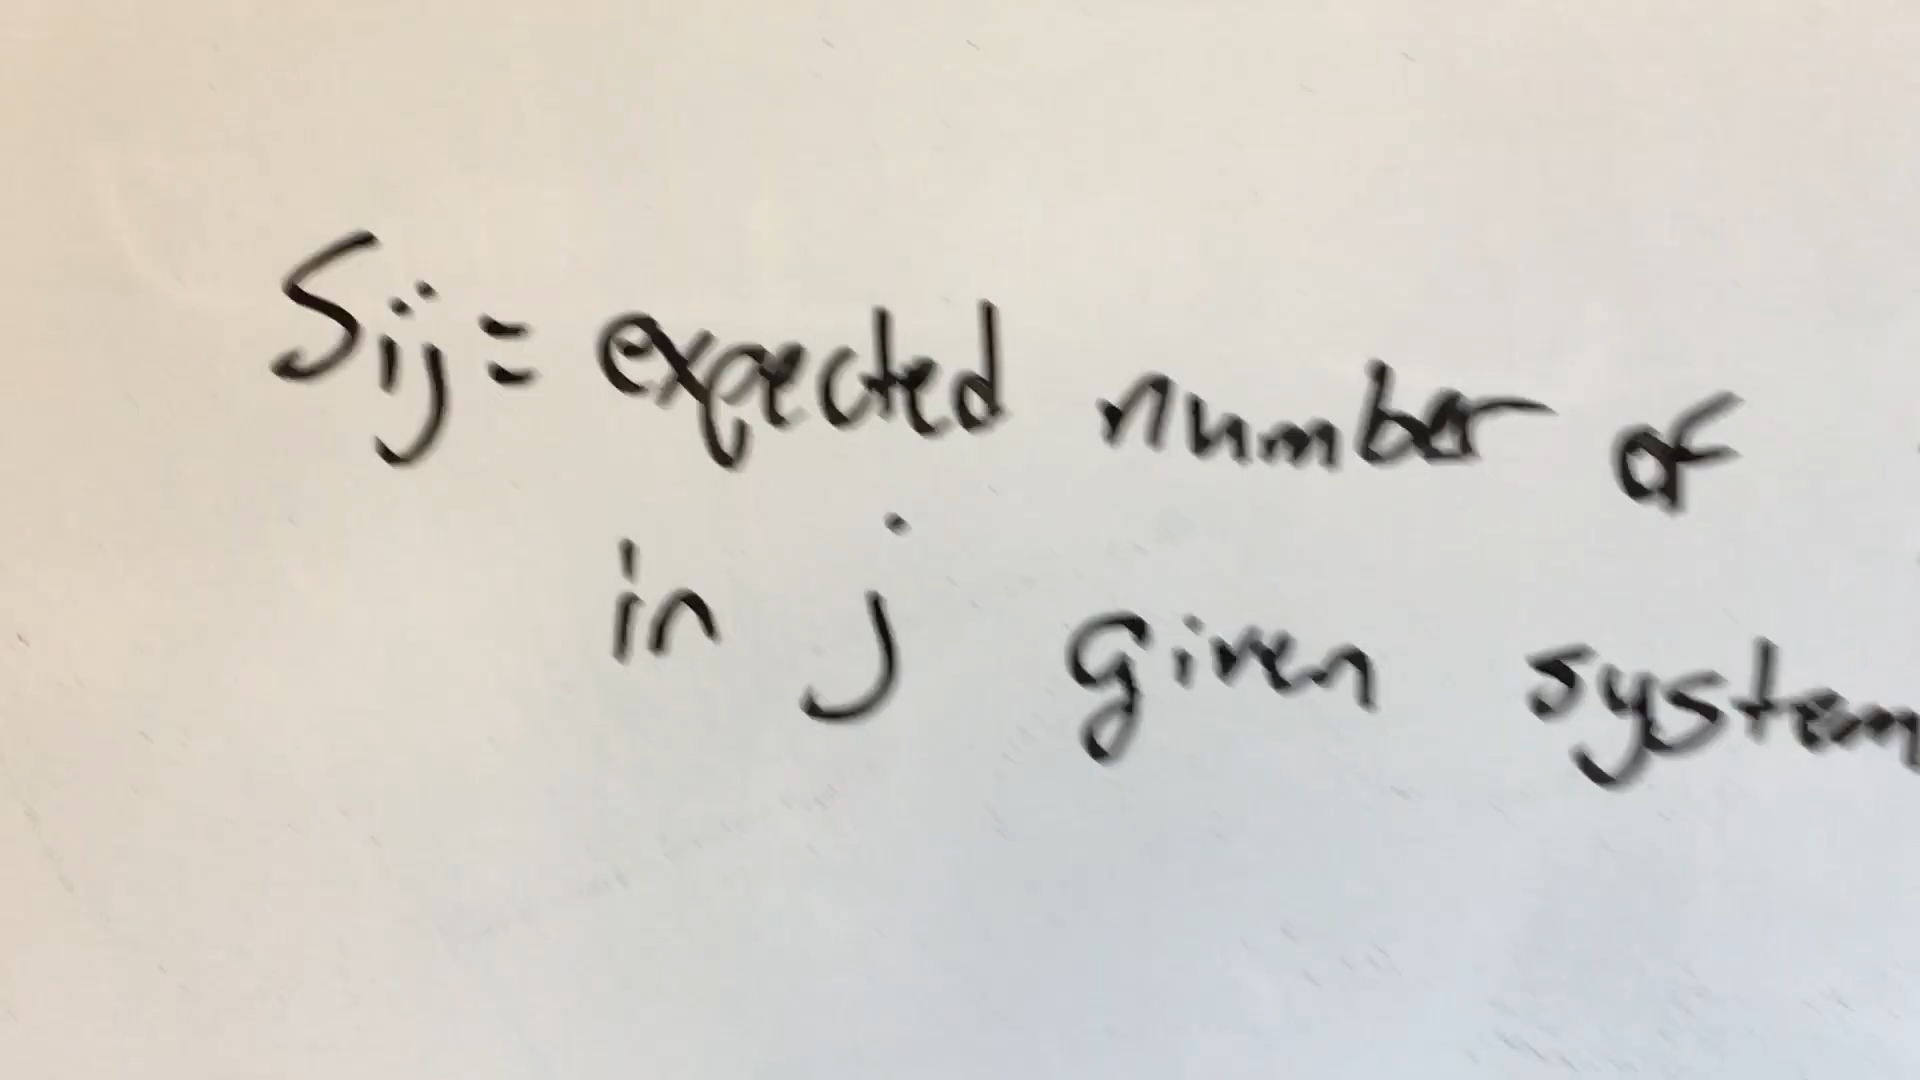 Sij = expected number of
in j given system